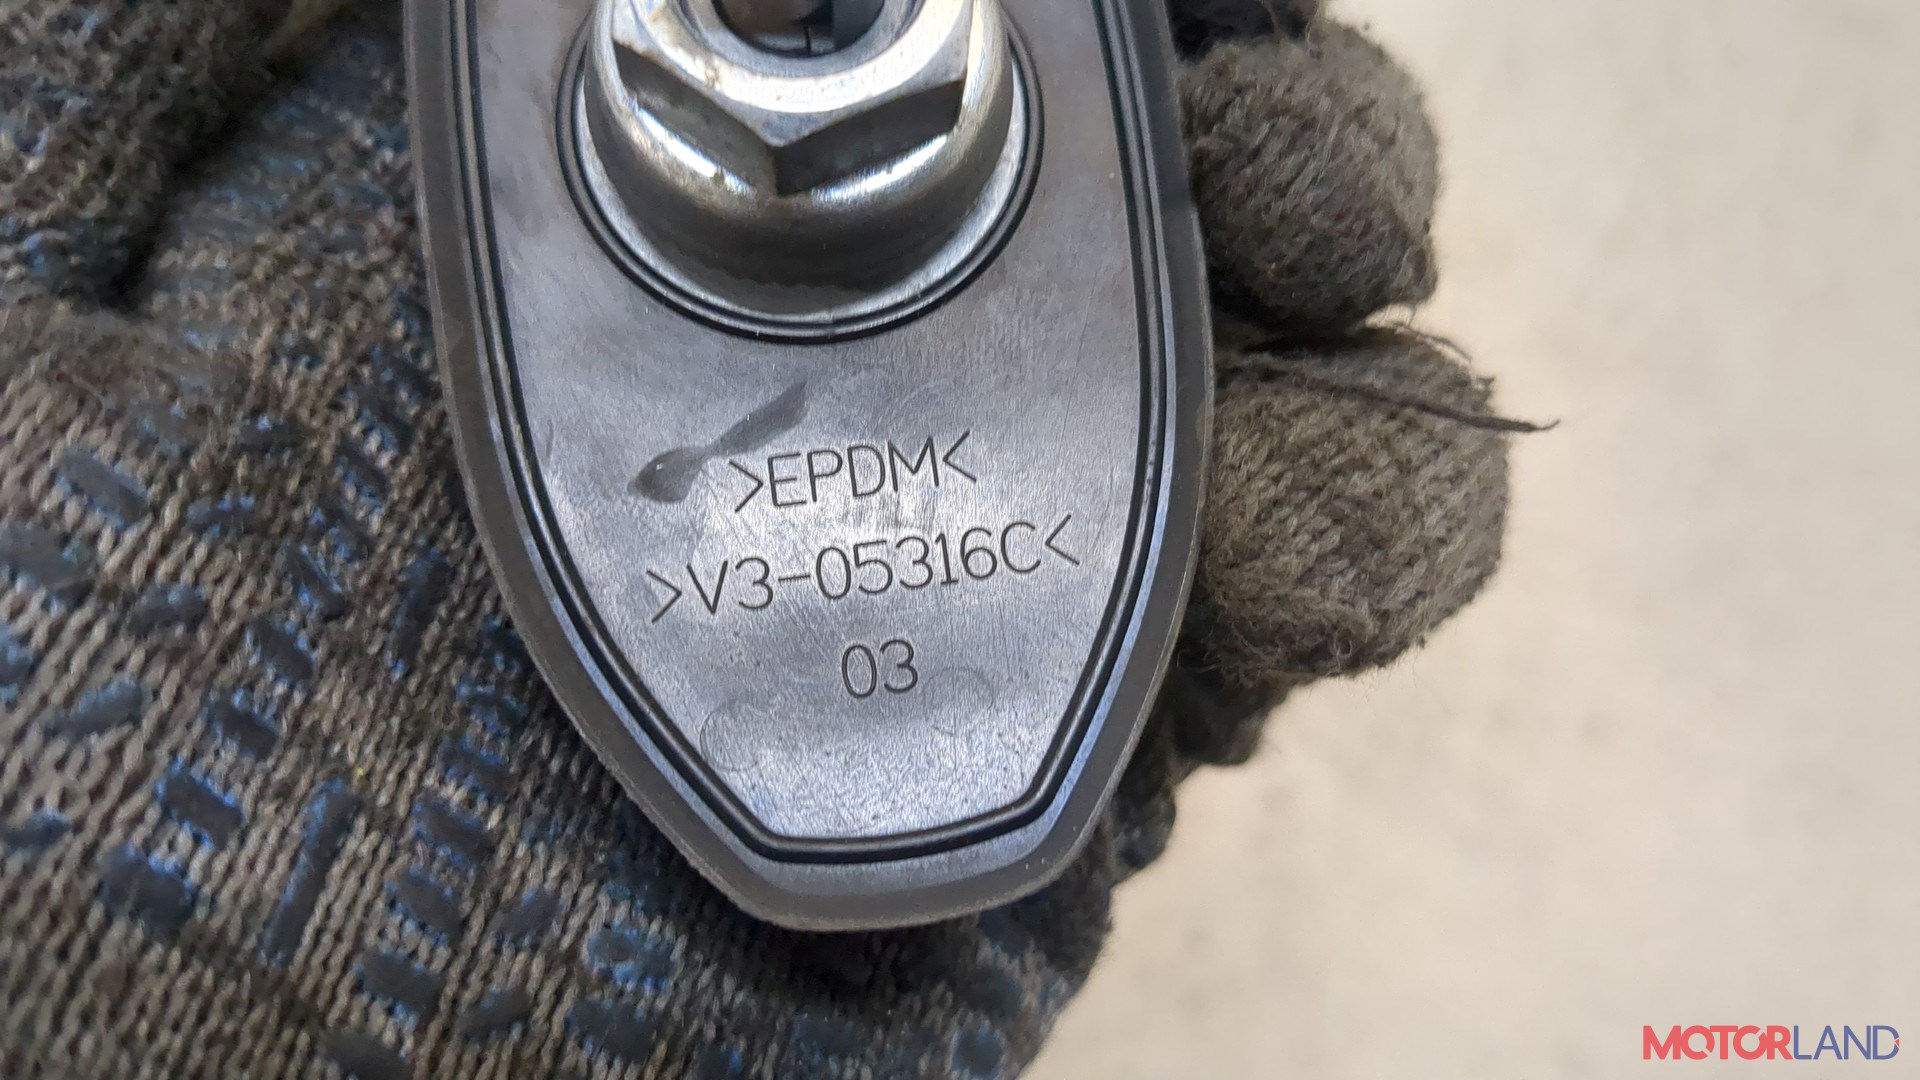 >EPDM<
>V3-05316C<
03
MOTORLAND